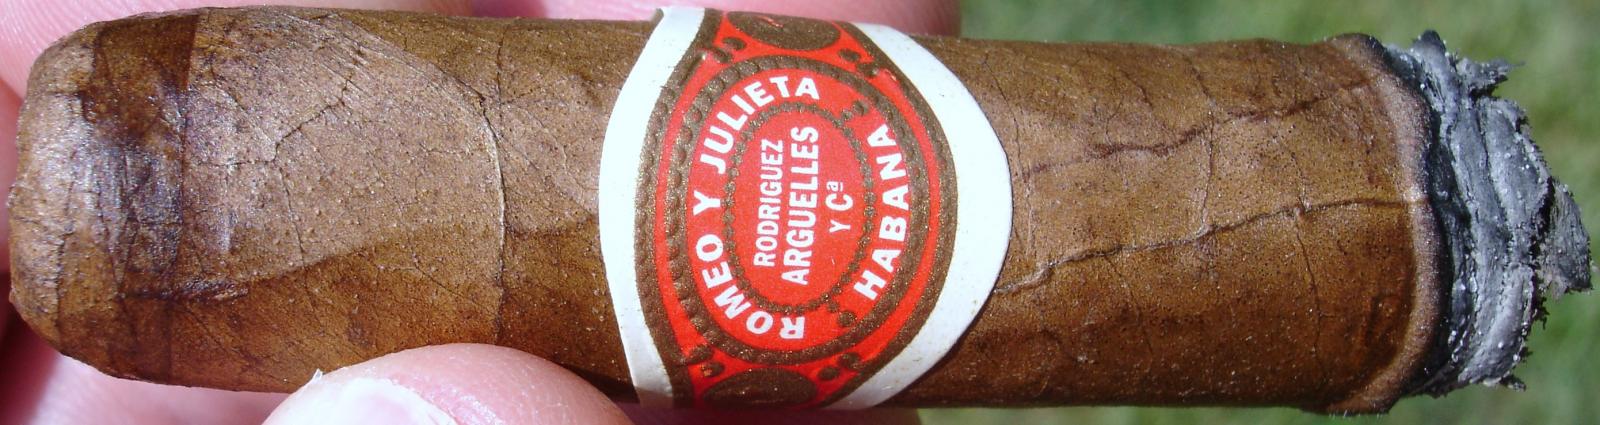 ROMEO Y JULIETA
RODRIGUEZ
ARGUELLES
Y Cª
HABANA